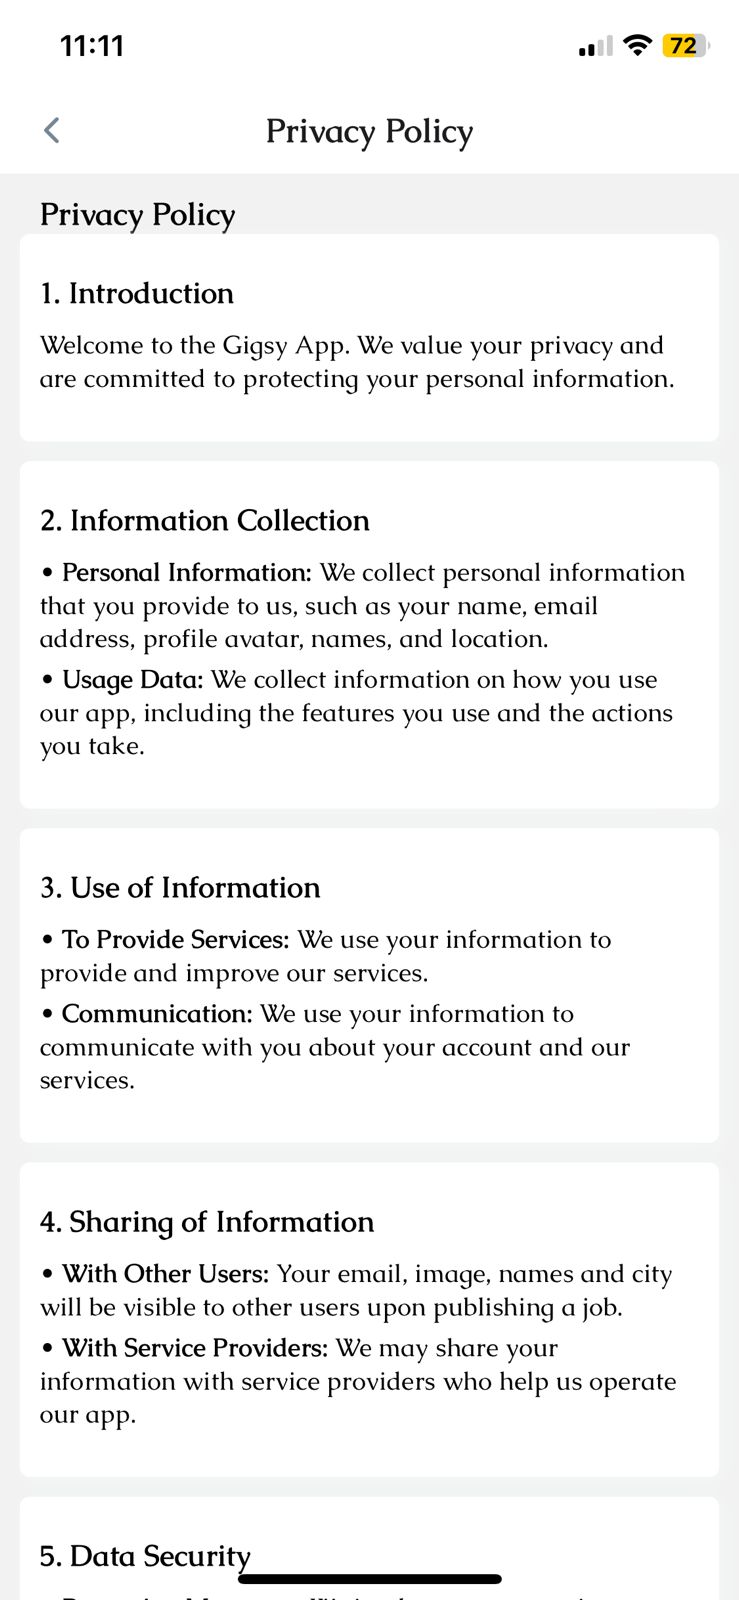 11:11
72
Privacy Policy
Privacy Policy
1. Introduction
Welcome to the Gigsy App. We value your privacy and
are committed to protecting your personal information.
2. Information Collection
• Personal Information: We collect personal information
that you provide to us, such as your name, email
address, profile avatar, names, and location.
• Usage Data: We collect information on how you use
our app, including the features you use and the actions
you take.
3. Use of Information
• To Provide Services: We use your information to
provide and improve our services.
• Communication: We use your information to
communicate with you about your account and our
services.
4. Sharing of Information
• With Other Users: Your email, image, names and city
will be visible to other users upon publishing a job.
• With Service Providers: We may share your
information with service providers who help us operate
our app.
5. Data Security